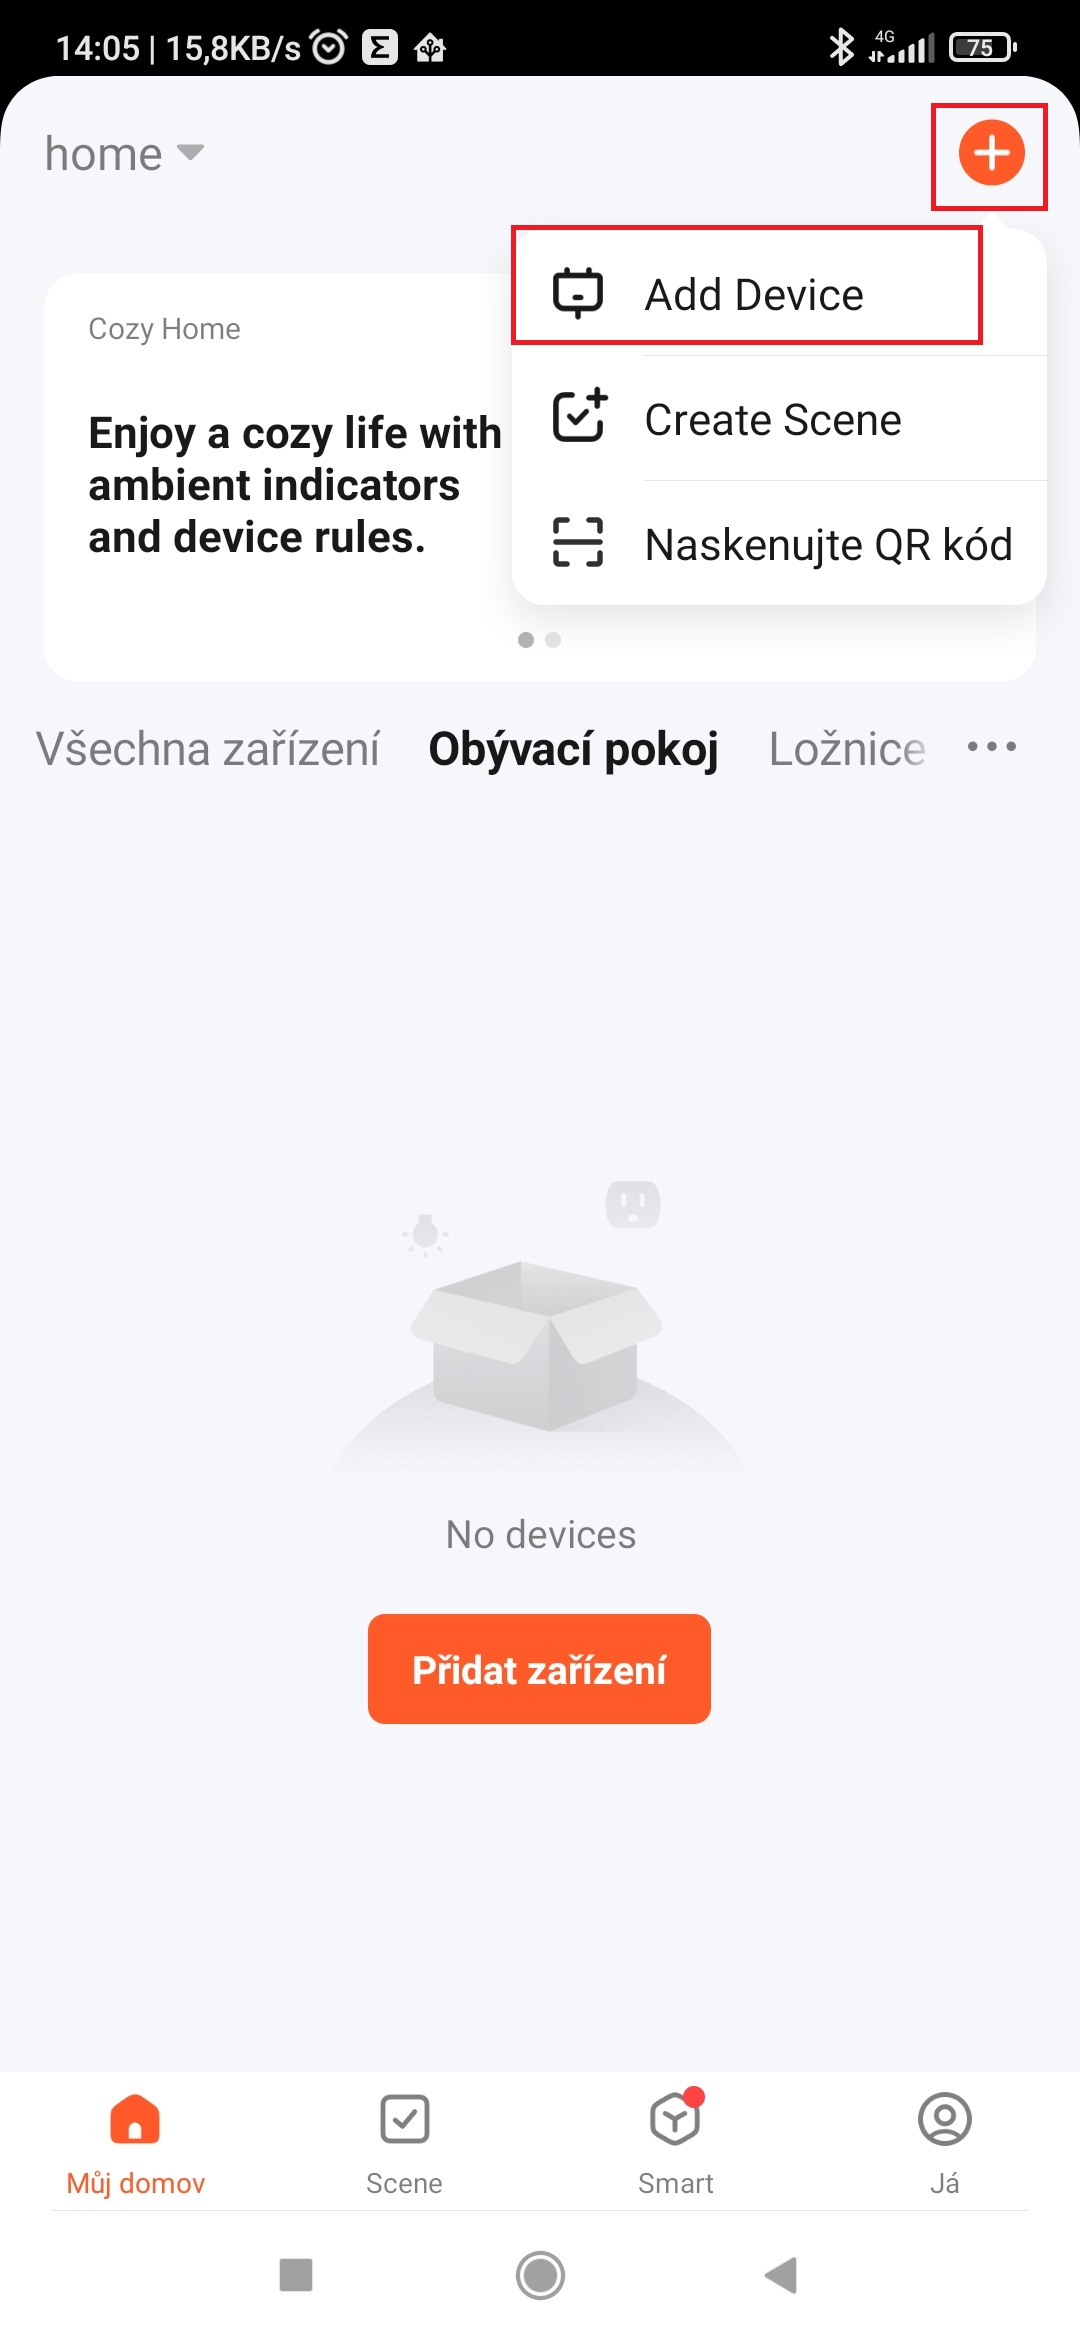 14:05 | 15,8KB/s
4G
75
home
Add Device
Cozy Home
Create Scene
Enjoy a cozy life with
ambient indicators
and device rules.
Naskenujte QR kód
Všechna zařízení Obývací pokoj Ložnice
No devices
Přidat zařízení
Můj domov Scene Smart Já